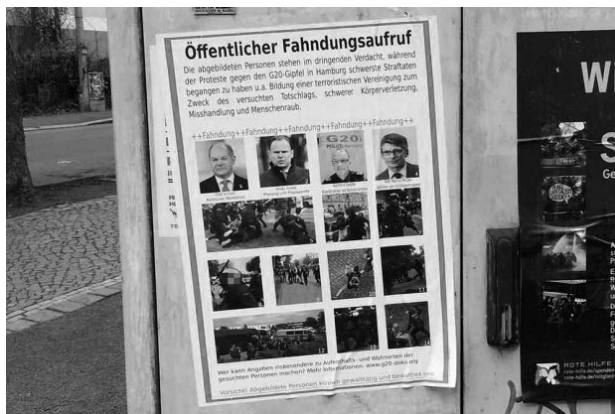 Öffentlicher Fahndungsaufruf
Die abgebildeten Personen stehen im dringenden Verdacht, während
der Proteste gegen den G20-Gipfel in Hamburg schwerste Straftaten
begangen zu haben u.a. Bildung einer terroristischen Vereinigung zum
Zweck des versuchten Totschlags, schwerer Körperverletzung,
Misshandlung und Menschenraub.
++Fahndung++Fahndung++Fahndung++Fahndung++Fahndung++
G20
Wer kann Angaben insbesondere zu Aufenthalts- und Wohnorten der
gesuchten Personen machen? Mehr Informationen: www.g20-doku.org
Vorsicht! Abgebildete Personen können gewalttätig und bewaffnet sein
Wi
S
Ge
ROTE HILFE